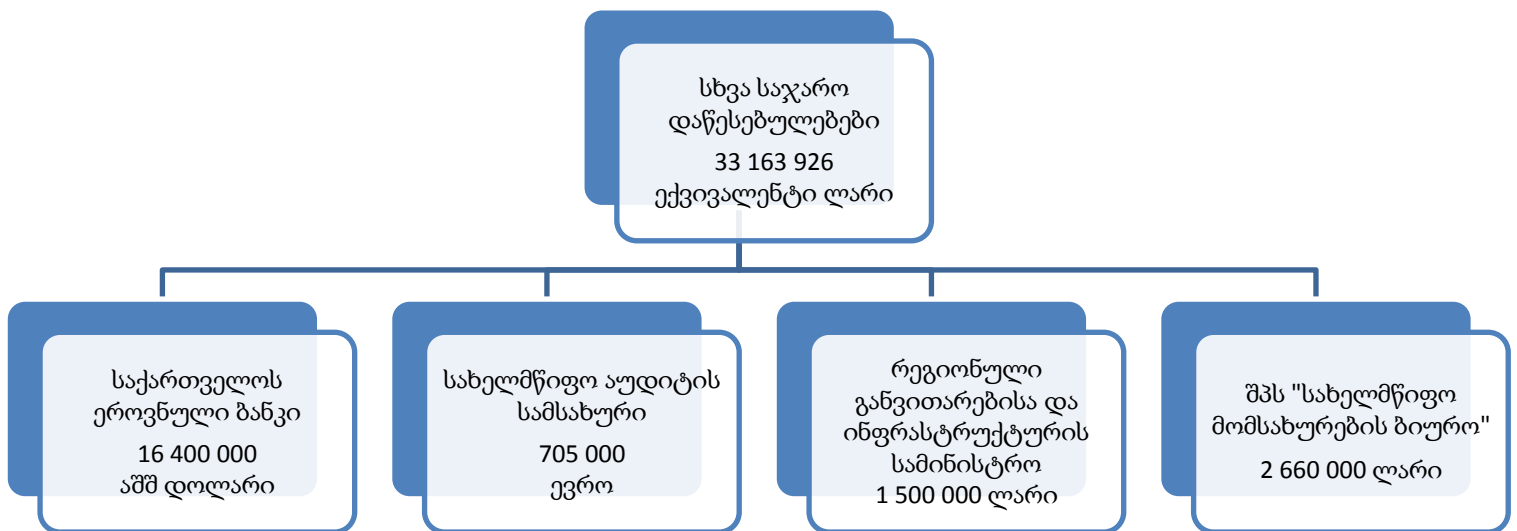 სხვა საჯარო
დაწესებულებები
33 163 926
ექვივალენტი ლარი
საქართველოს
ეროვნული ბანკი
16 400 000
აშშ დოლარი
სახელმწიფო აუდიტის
სამსახური
705 000
ევრო
რეგიონული
განვითარებისა და
ინფრასტრუქტურის
სამინისტრო
1 500 000 ლარი
შპს "სახელმწიფო
მომსახურების ბიურო"
2 660 000 ლარი